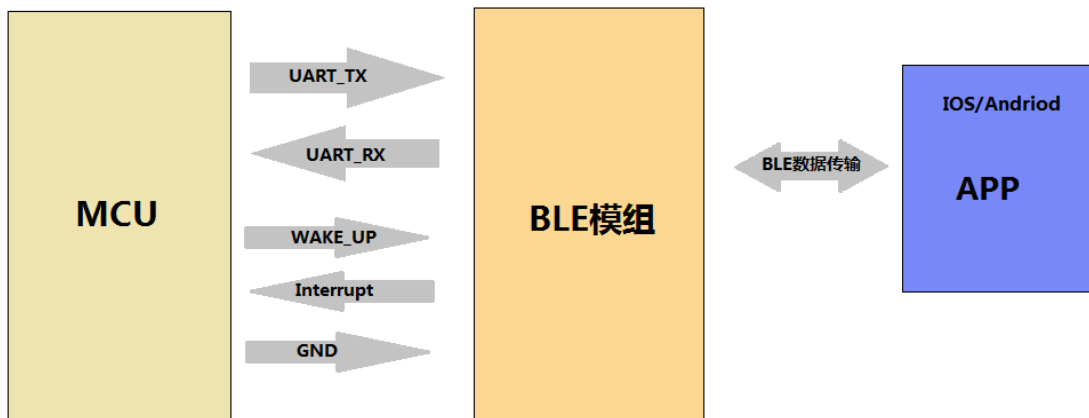 MCU
UART_TX
UART_RX
WAKE_UP
Interrupt
GND
BLE模组
BLE数据传输
IOS/Andriod
APP